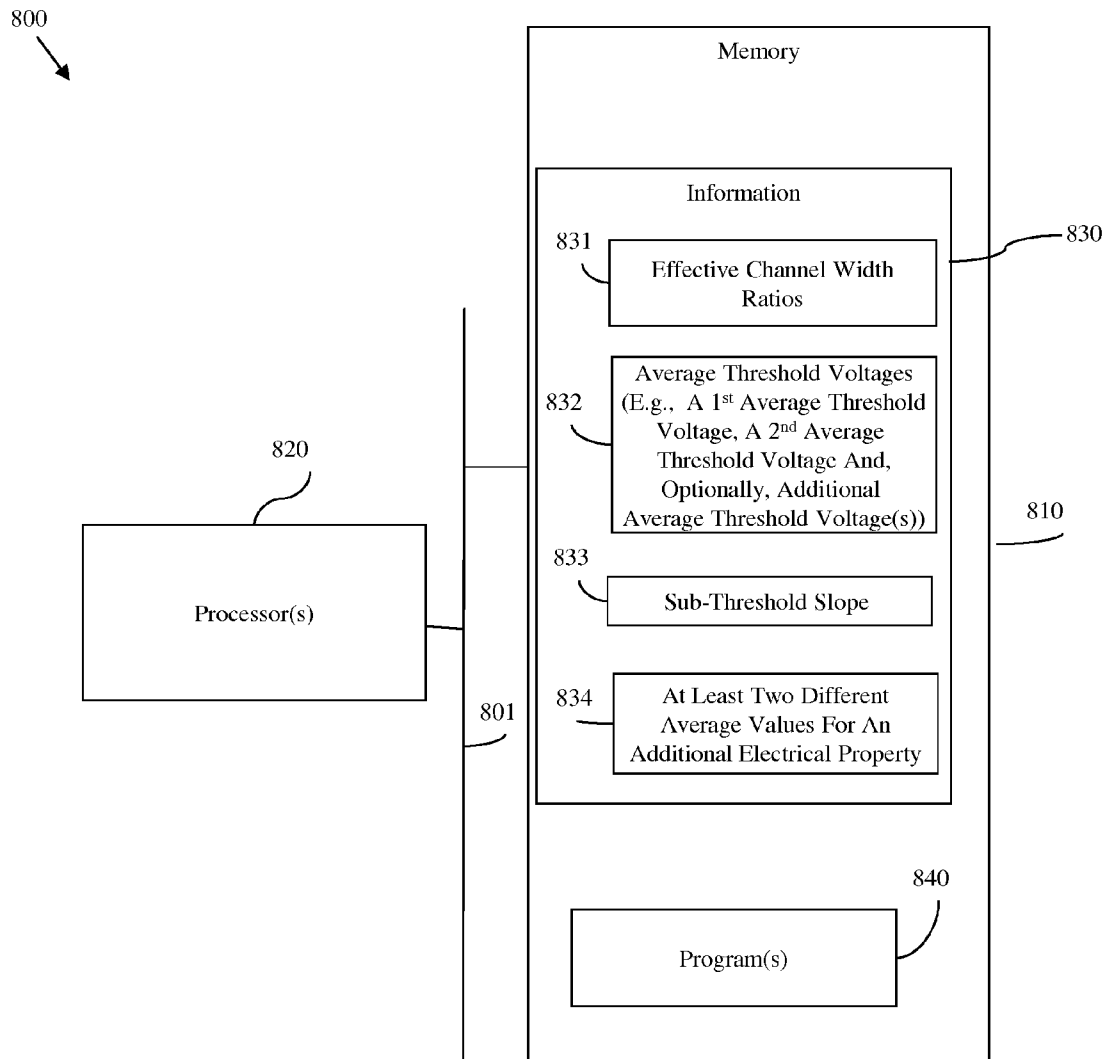 800
Memory
Information
831
830
Effective Channel Width
Ratios
Average Threshold Voltages
(E.g., A 1st Average Threshold
832
Voltage, A 2nd Average
Threshold Voltage And,
Optionally, Additional
Average Threshold Voltage(s))
820
810
833
Sub-Threshold Slope
Processor(s)
834
At Least Two Different
Average Values For An
Additional Electrical Property
801
840
Program(s)